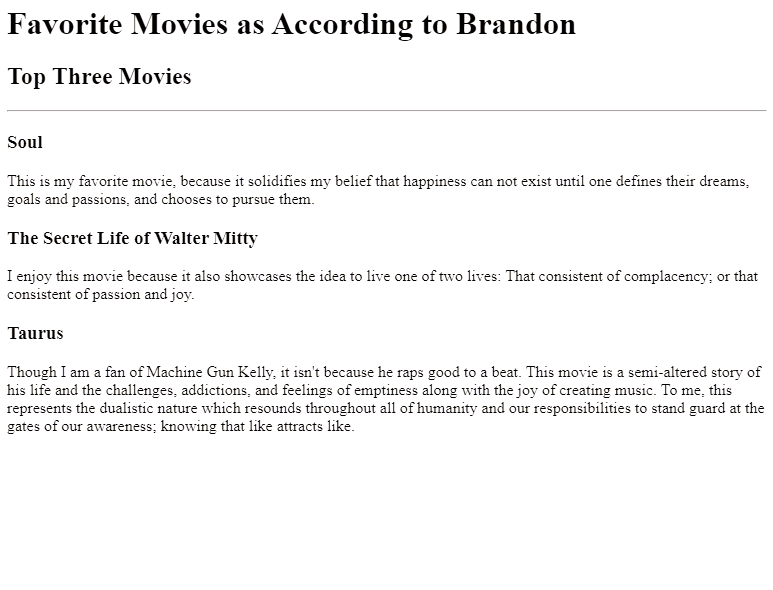 Favorite Movies as According to Brandon
Top Three Movies
Soul
This is my favorite movie, because it solidifies my belief that happiness can not exist until one defines their dreams,
goals and passions, and chooses to pursue them.
The Secret Life of Walter Mitty
I enjoy this movie because it also showcases the idea to live one of two lives: That consistent of complacency; or that
consistent of passion and joy.
Taurus
Though I am a fan of Machine Gun Kelly, it isn't because he raps good to a beat. This movie is a semi-altered story of
his life and the challenges, addictions, and feelings of emptiness along with the joy of creating music. To me, this
represents the dualistic nature which resounds throughout all of humanity and our responsibilities to stand guard at the
gates of our awareness; knowing that like attracts like.